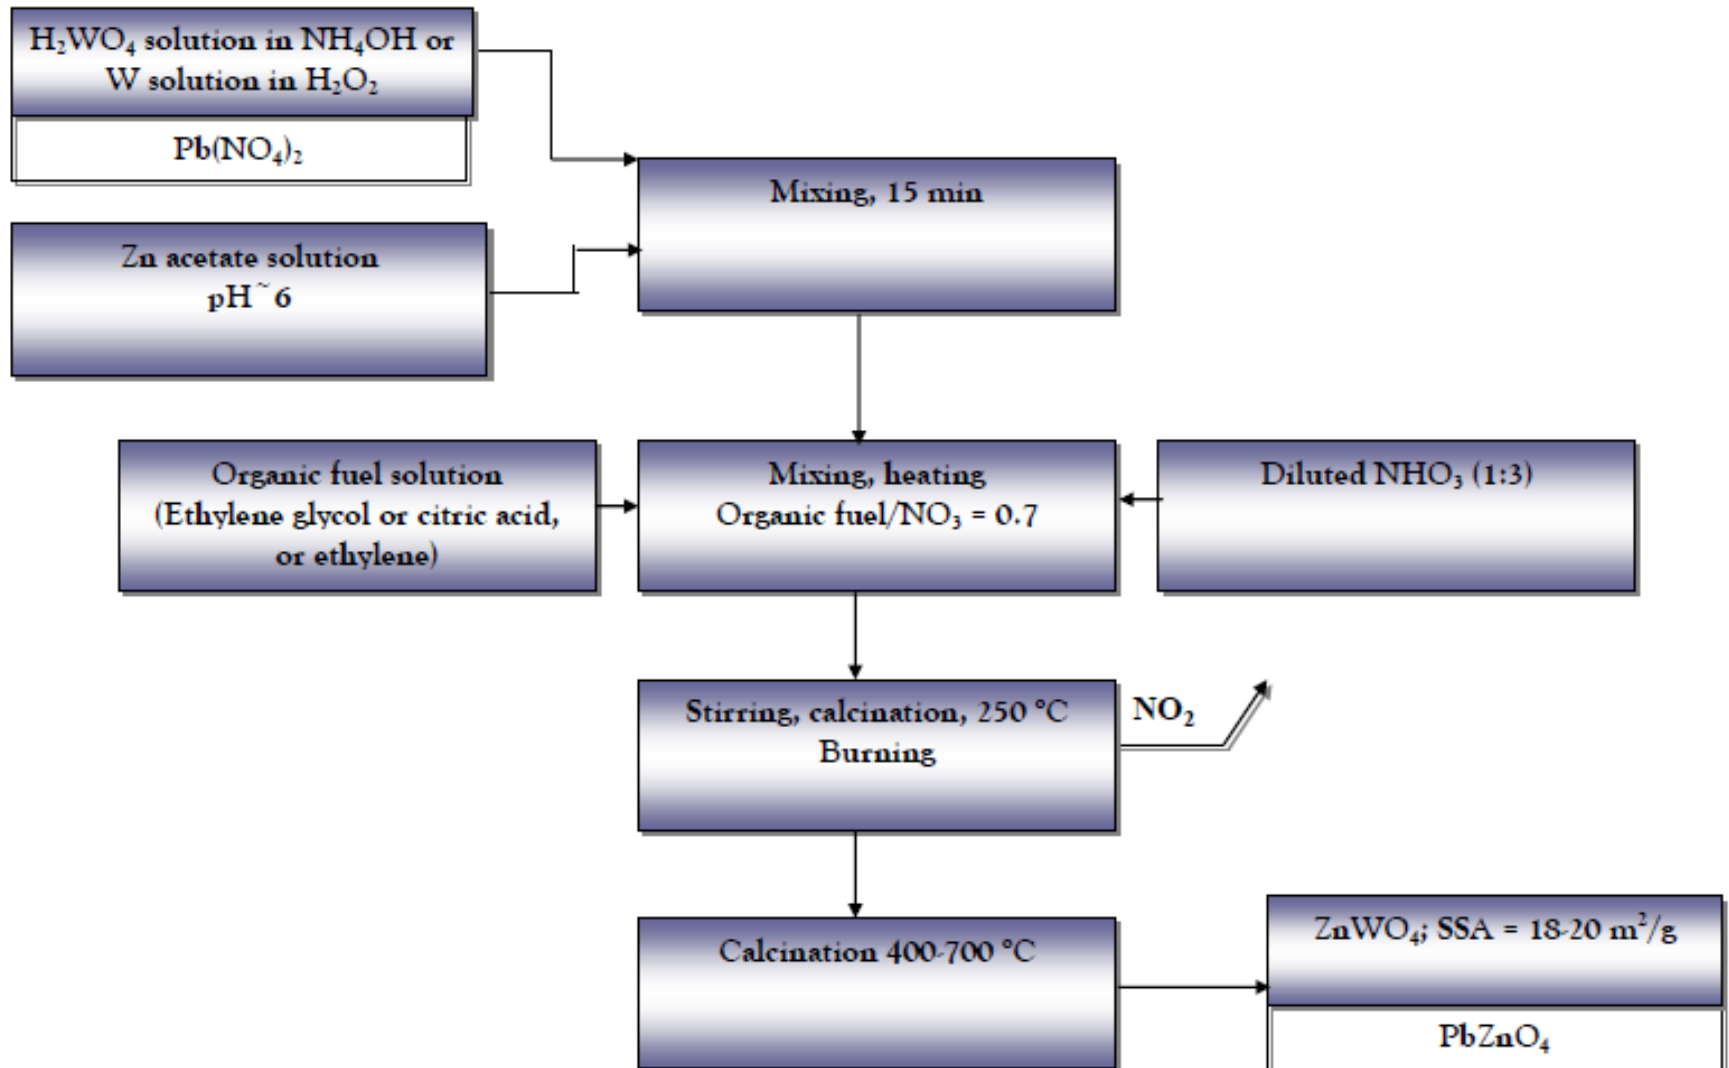 H₂WO₄ solution in NH₄OH or
W solution in H₂O₂
Pb(NO₄)₂
Zn acetate solution
pH~6
Mixing, 15 min
Organic fuel solution
(Ethylene glycol or citric acid,
or ethylene)
Mixing, heating
Organic fuel/NO₃ = 0.7
Diluted NHO₃ (1:3)
Stirring, calcination, 250 °C
Burning
NO₂
Calcination 400-700 °C
ZnWO₄; SSA = 18-20 m²/g
PbZnO₄